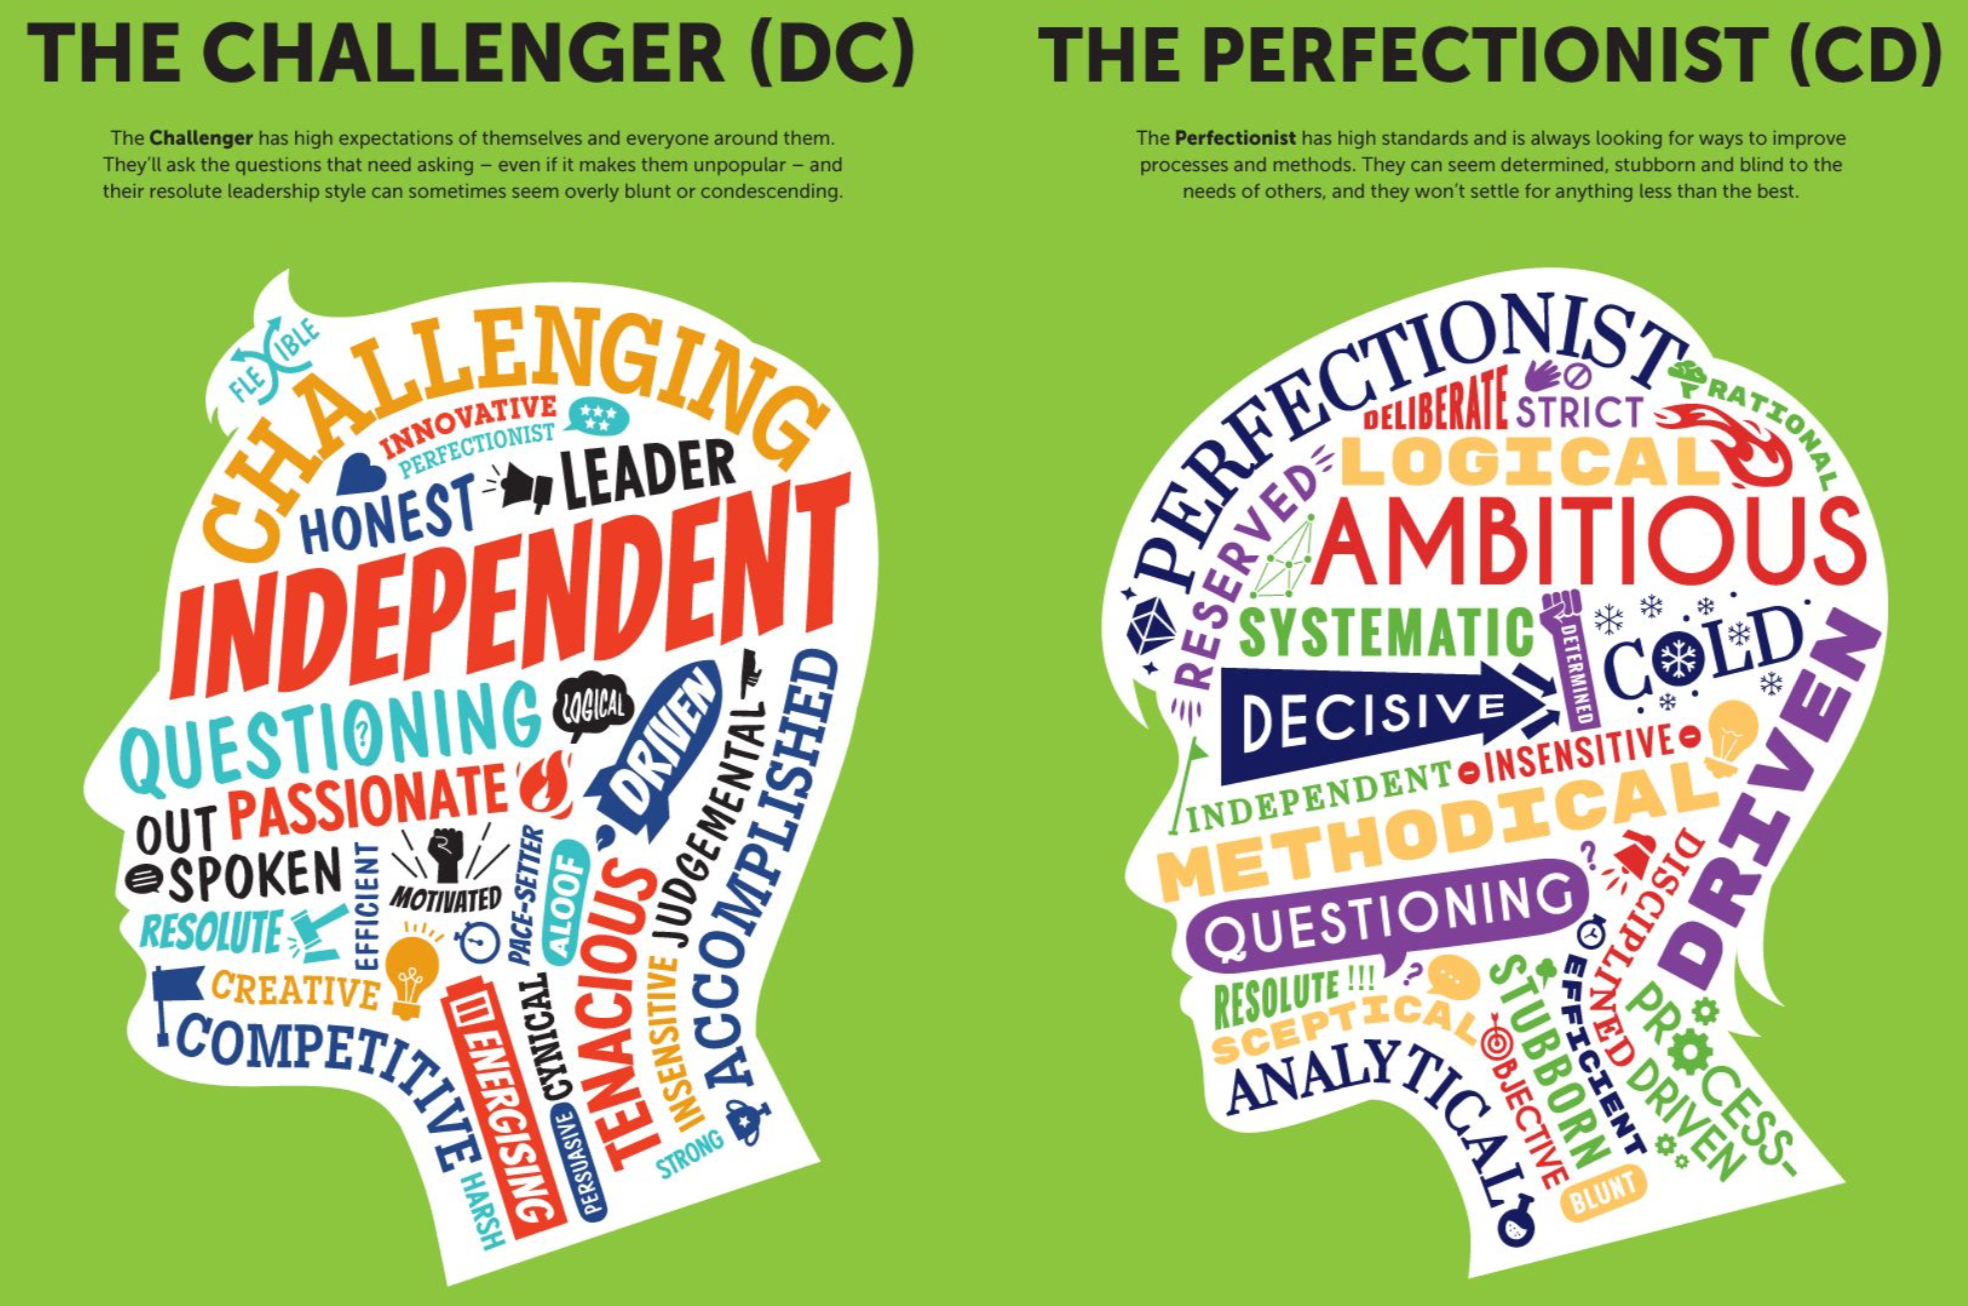 THE CHALLENGER (DC)
The Challenger has high expectations of themselves and everyone around them.
They'll ask the questions that need asking – even if it makes them unpopular – and
their resolute leadership style can sometimes seem overly blunt or condescending.
FLEXIBLE
CHALLENGING
INNOVATIVE
PERFECTIONIST
HONEST
LEADER
INDEPENDENT
QUESTIONING
?
LOGICAL
DRIVEN
JUDGEMENTAL
ACCOMPLISHED
PASSIONATE
OUT
SPOKEN
EFFICIENT
MOTIVATED
PACE-SETTER
ALOOF
TENACIOUS
RESOLUTE
CREATIVE
COMPETITIVE
ENERGISING
CYNICAL
INSENSITIVE
PERSUASIVE
STRONG
HARSH
THE PERFECTIONIST (CD)
The Perfectionist has high standards and is always looking for ways to improve
processes and methods. They can seem determined, stubborn and blind to the
needs of others, and they won't settle for anything less than the best.
PERFECTIONIST
DELIBERATE
STRICT
RATIONAL
LOGICAL
RESERVED
AMBITIOUS
SYSTEMATIC
DETERMINED
COLD
DECISIVE
DRIVEN
INDEPENDENT
INSENSITIVE
METHODICAL
QUESTIONING
? ?
DISCIPLINED
RESOLUTE !!!
SCEPTICAL
STUBBORN
EFFICIENT
PROCESS-
DRIVEN
ANALYTICAL
OBJECTIVE
BLUNT